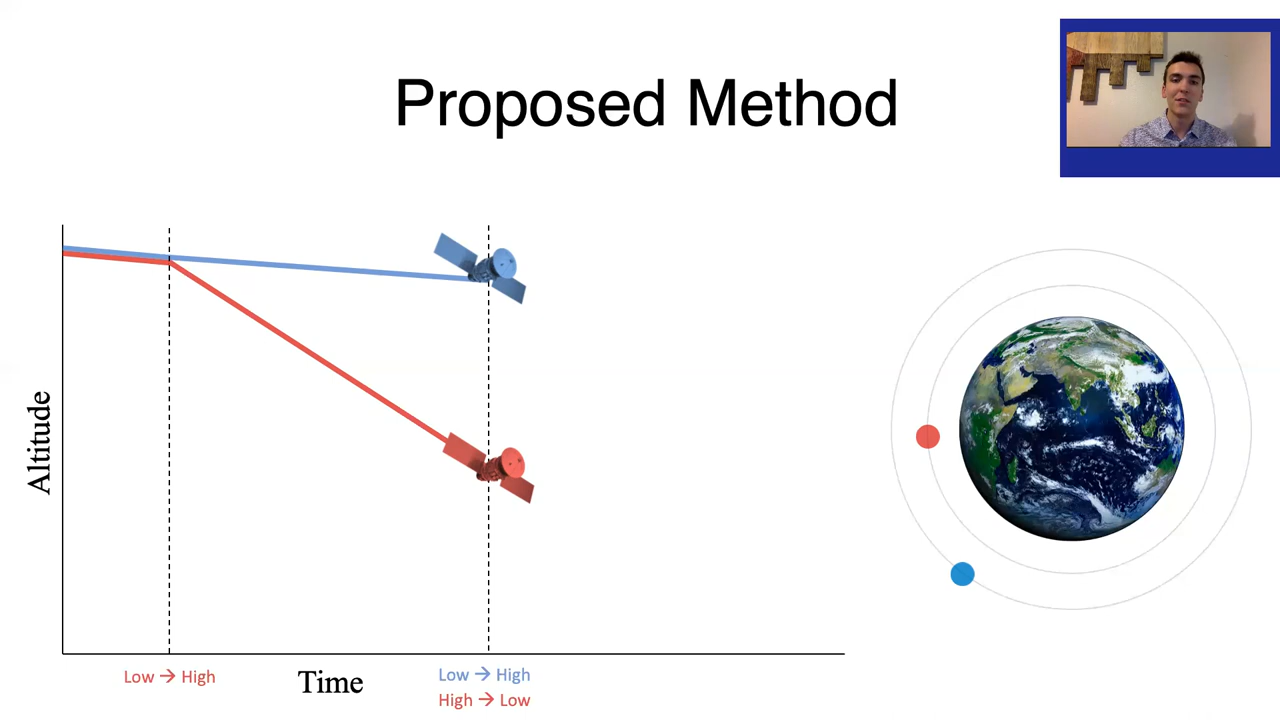 Proposed Method
Altitude
Low → High
Time
Low → High
High → Low